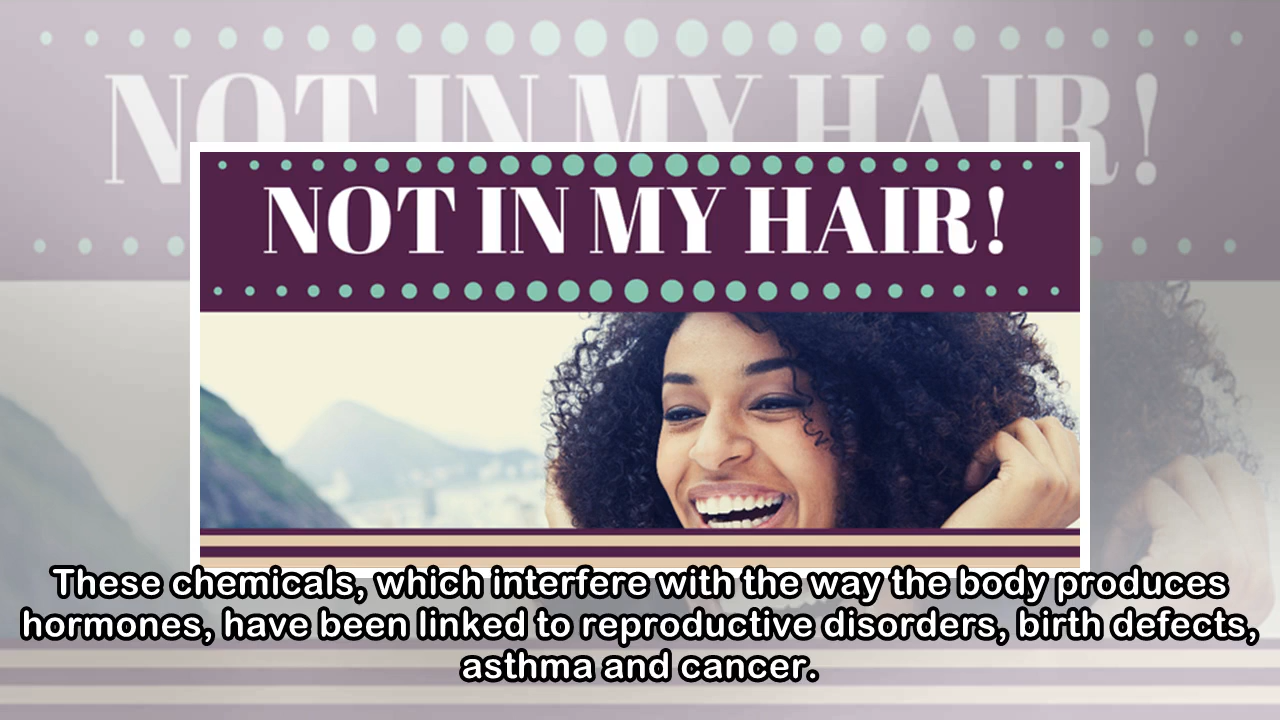 NOT IN MY HAIR!
NOT IN MY HAIR!
These chemicals, which interfere with the way the body produces
hormones, have been linked to reproductive disorders, birth defects,
asthma and cancer.